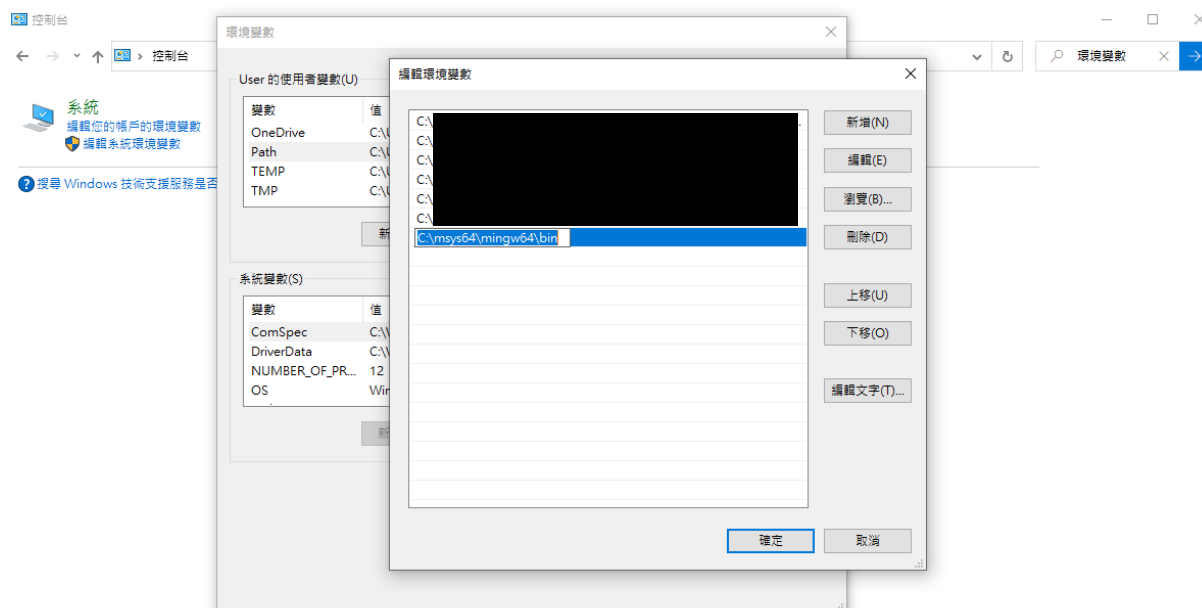 控制台
控制台
環境變數
系統
編輯您的帳戶的環境變數
編輯系統環境變數
搜尋 Windows 技術支援服務是否
環境變數
User 的使用者變數(U)
變數 值
OneDrive C:\U
Path C:\U
TEMP C:\U
TMP C:\U
新
系統變數(S)
變數 值
ComSpec C:\W
DriverData C:\W
NUMBER_OF_PR... 12
OS Win
新
編輯環境變數
C:\
C:\
C:\
C:\
C:\
C:\
C:\msys64\mingw64\bin
新增(N)
編輯(E)
瀏覽(B)...
刪除(D)
上移(U)
下移(O)
編輯文字(T)...
確定
取消